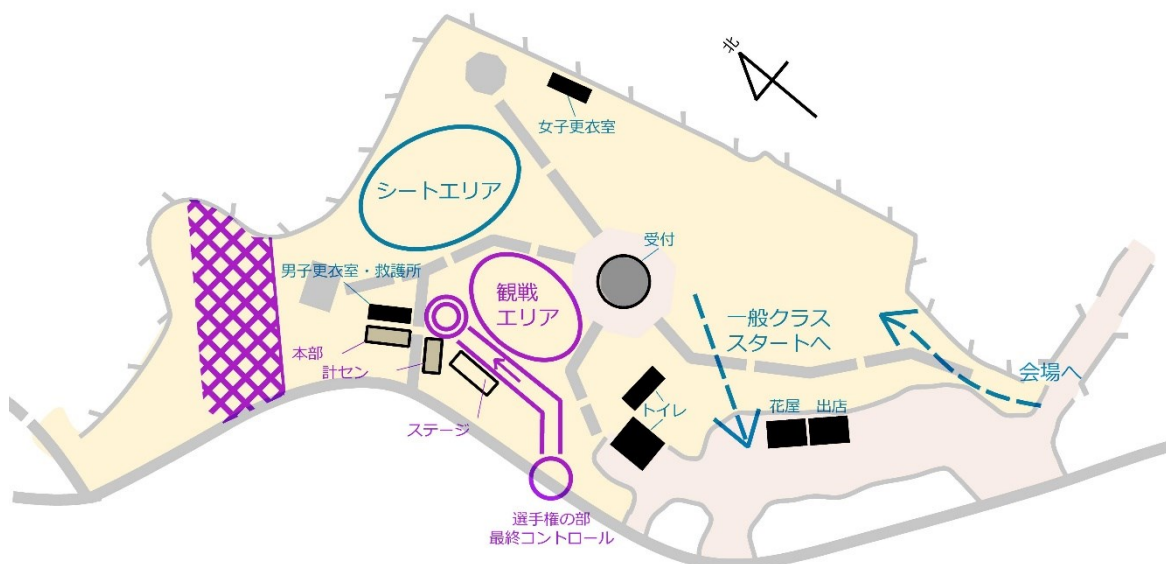 北
女子更衣室
シートエリア
受付
男子更衣室・救護所
観戦
エリア
一般クラス
スタートへ
本部
計セン
会場へ
トイレ
花屋 出店
ステージ
選手権の部
最終コントロール